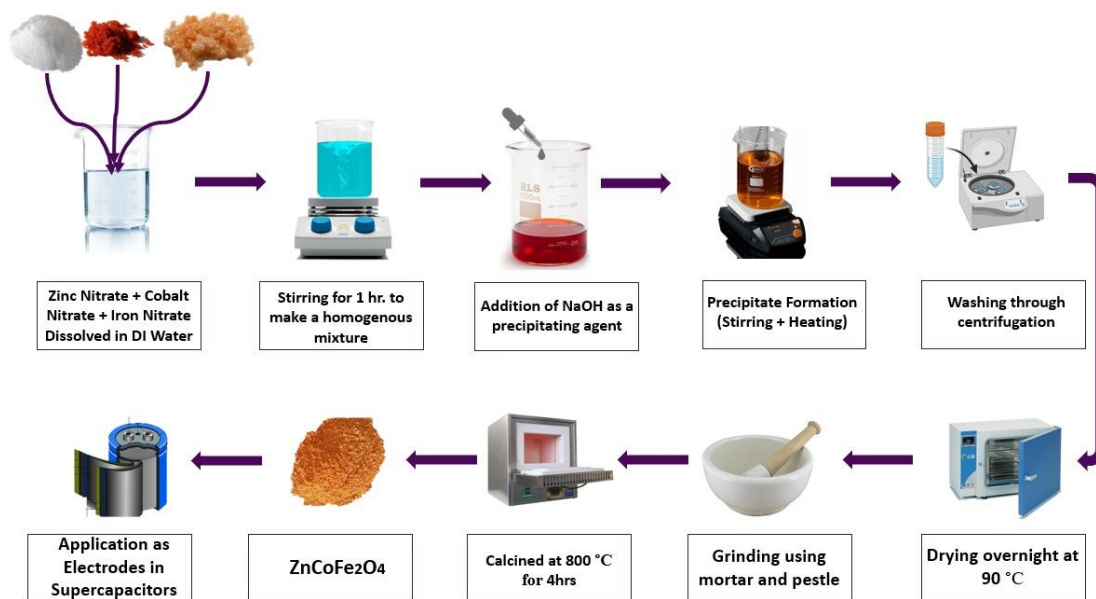 RLS
1000mL
Zinc Nitrate + Cobalt
Nitrate + Iron Nitrate
Dissolved in DI Water
Stirring for 1 hr. to
make a homogenous
mixture
Addition of NaOH as a
precipitating agent
Precipitate Formation
(Stirring + Heating)
Washing through
centrifugation
Application as
Electrodes in
Supercapacitors
ZnCoFe2O4
Calcined at 800 °C
for 4hrs
Grinding using
mortar and pestle
Drying overnight at
90 °C